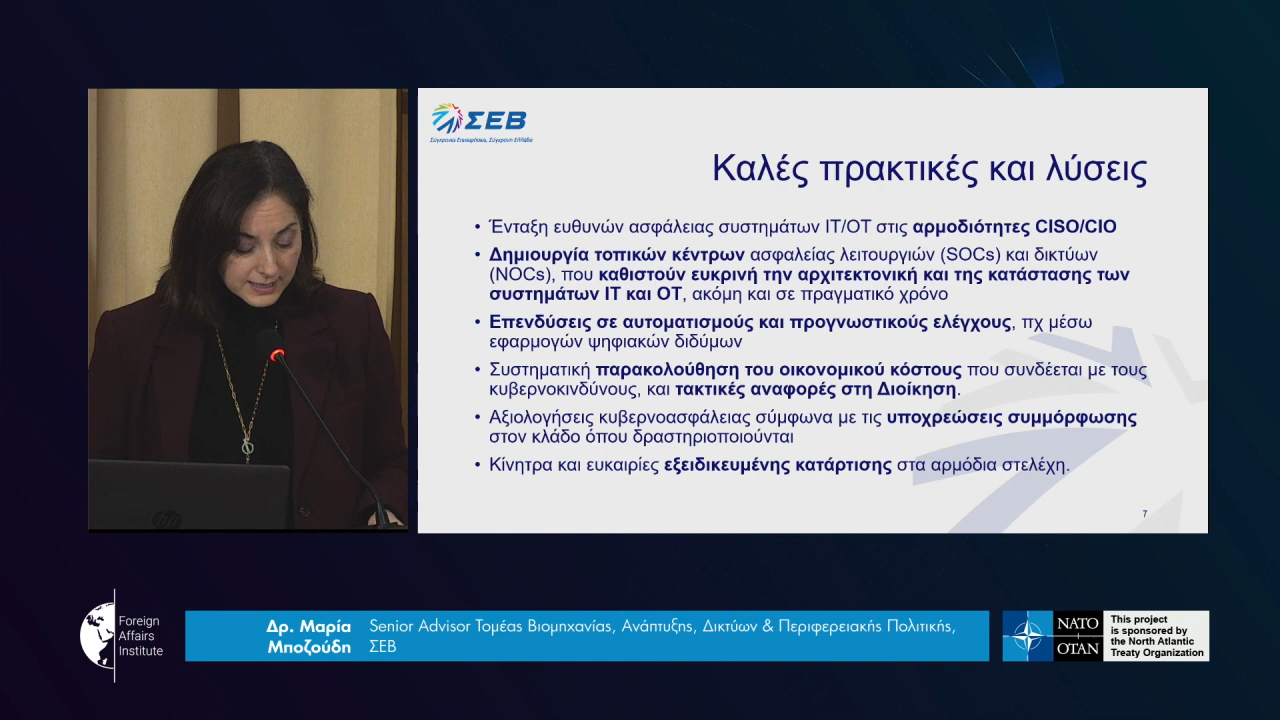 ΣΕΒ
Σύγχρονες Επιχειρήσεις, Σύγχρονη Ελλάδα
Καλές πρακτικές και λύσεις
• Ένταξη ευθυνών ασφάλειας συστημάτων IT/OT στις αρμοδιότητες CISO/CIO
• Δημιουργία τοπικών κέντρων ασφαλείας λειτουργιών (SOCs) και δικτύων
(NOCs), που καθιστούν ευκρινή την αρχιτεκτονική και της κατάστασης των
συστημάτων IT και OT, ακόμη και σε πραγματικό χρόνο
• Επενδύσεις σε αυτοματισμούς και προγνωστικούς ελέγχους, πχ μέσω
εφαρμογών ψηφιακών διδύμων
• Συστηματική παρακολούθηση του οικονομικού κόστους που συνδέεται με τους
κυβερνοκινδύνους, και τακτικές αναφορές στη Διοίκηση.
• Αξιολογήσεις κυβερνοασφάλειας σύμφωνα με τις υποχρεώσεις συμμόρφωσης
στον κλάδο όπου δραστηριοποιούνται
• Κίνητρα και ευκαιρίες εξειδικευμένης κατάρτισης στα αρμόδια στελέχη.
7
hp
Foreign
Affairs
Institute
Δρ. Μαρία
Μποζούδη
Senior Advisor Τομέας Βιομηχανίας, Ανάπτυξης, Δικτύων & Περιφερειακής Πολιτικής,
ΣΕΒ
NATO
OTAN
This project
is sponsored by
the North Atlantic
Treaty Organization